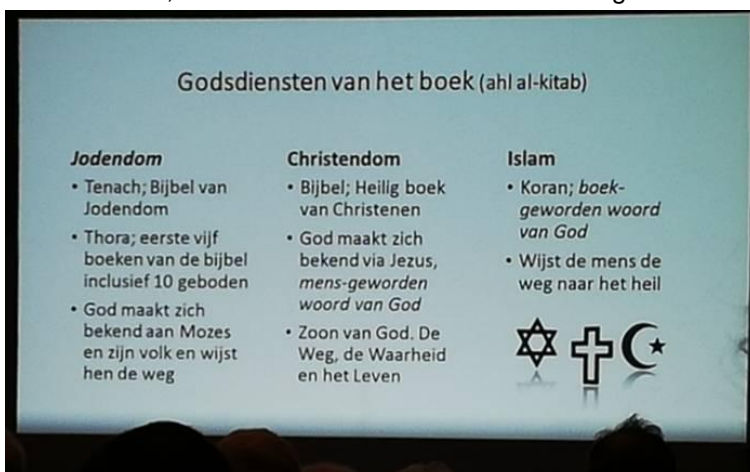 Godsdiensten van het boek (ahl al-kitab)
Jodendom
• Tenach; Bijbel van
Jodendom
• Thora; eerste vijf
boeken van de bijbel
inclusief 10 geboden
• God maakt zich
bekend aan Mozes
en zijn volk en wijst
hen de weg
Christendom
• Bijbel; Heilig boek
van Christenen
• God maakt zich
bekend via Jezus,
mens-geworden
woord van God
• Zoon van God. De
Weg, de Waarheid
en het Leven
Islam
• Koran; boek-
geworden woord
van God
• Wijst de mens de
weg naar het heil